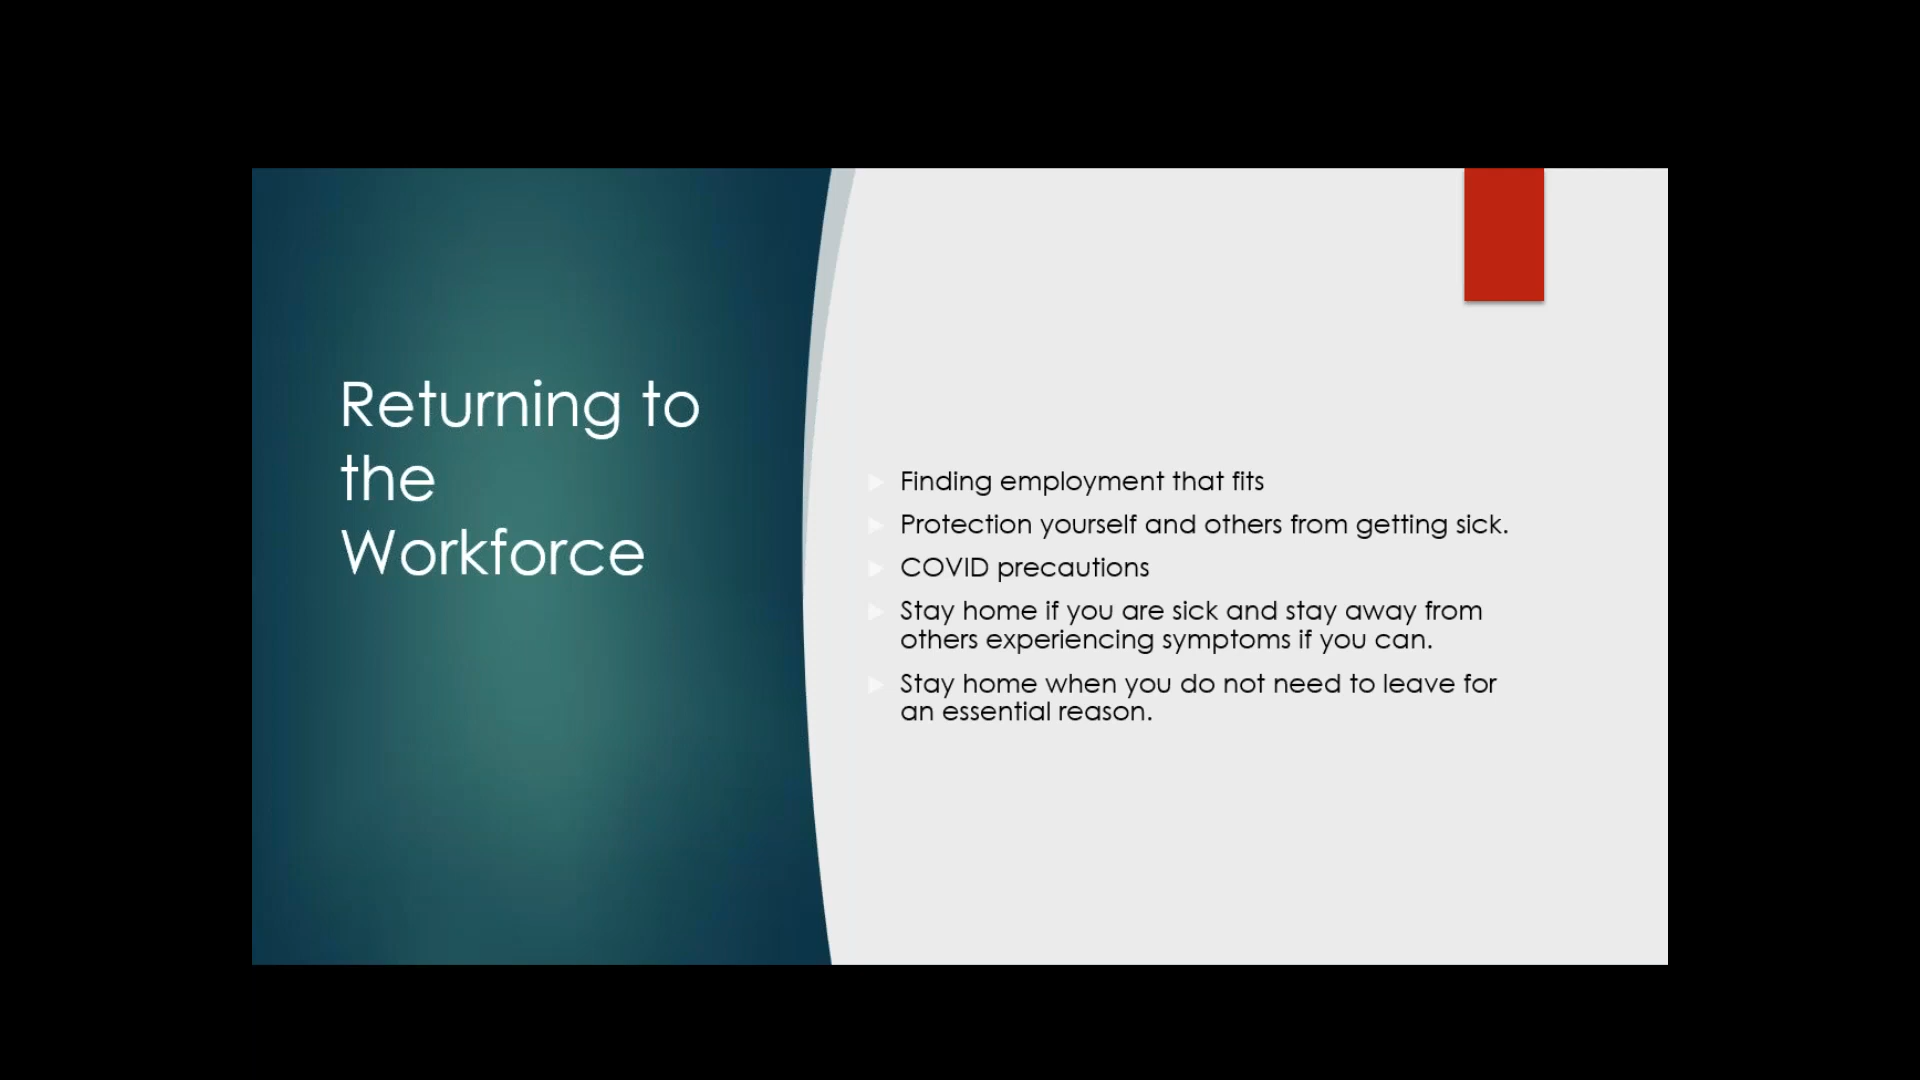 Returning to
the
Workforce
Finding employment that fits
Protection yourself and others from getting sick.
COVID precautions
Stay home if you are sick and stay away from
others experiencing symptoms if you can.
Stay home when you do not need to leave for
an essential reason.